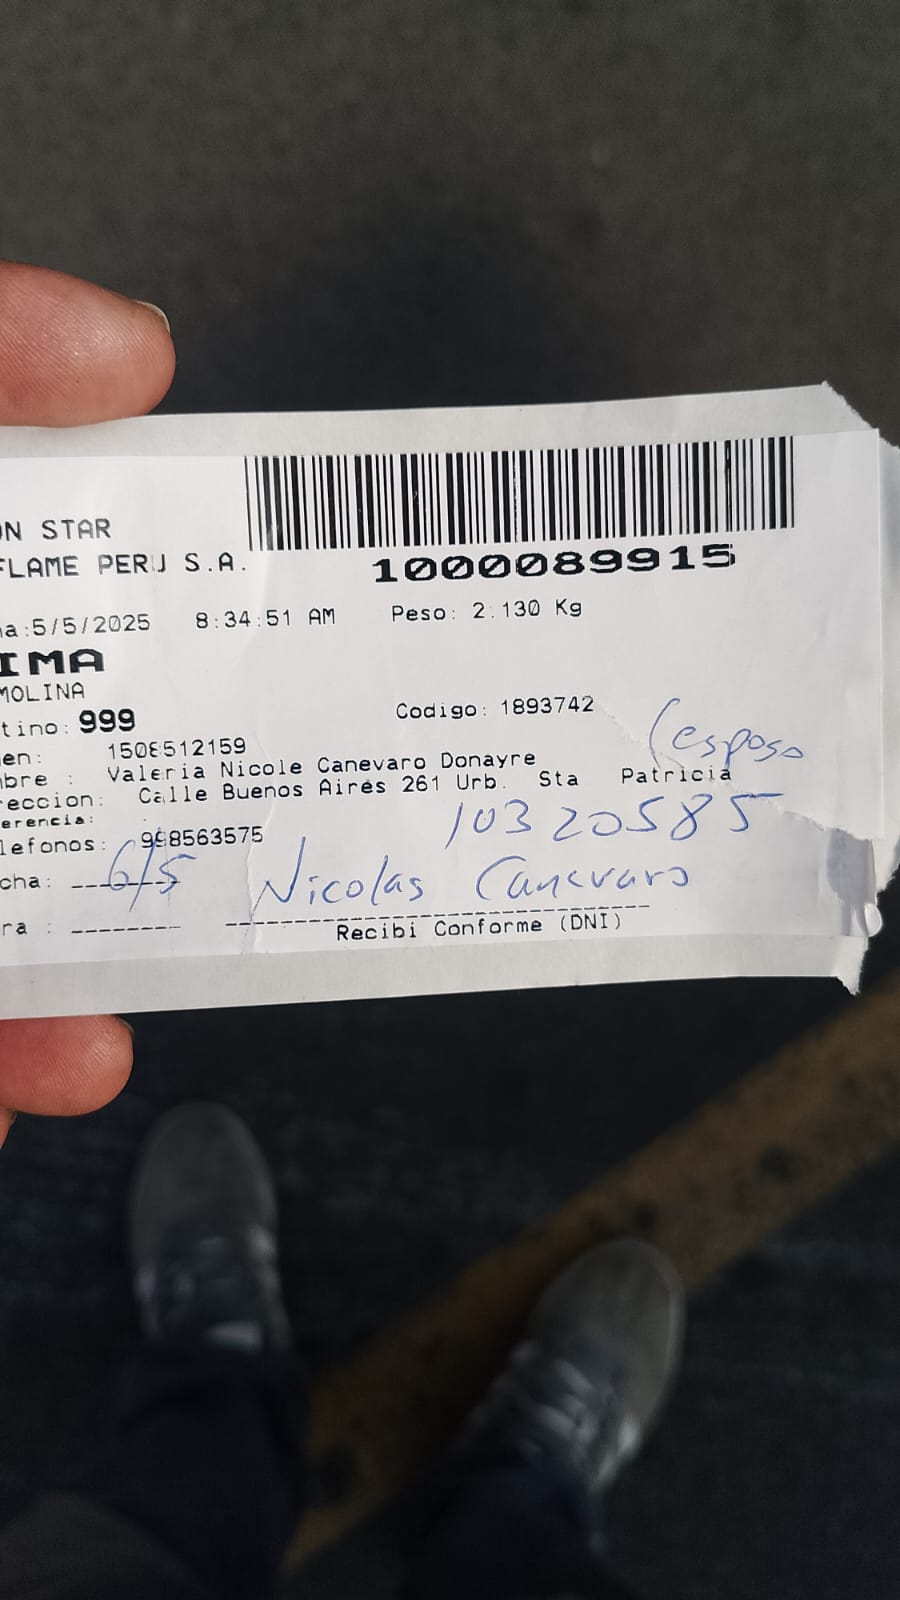 ON STAR
FLAME PERU S.A.
1000089915
a:5/5/2025 8:34:51 AM Peso: 2.130 Kg
IMA
MOLINA
tino: 999 Codigo: 1893742
en: 1508512159
(esposo
bre : Valeria Nicole Canevaro Donayre
reccion: Calle Buenos Aires 261 Urb. Sta Patricia
erencia:
10320585
lefonos: 998563575
cha: 6/5 Nicolas Canevaro
ra :
Recibi Conforme (DNI)